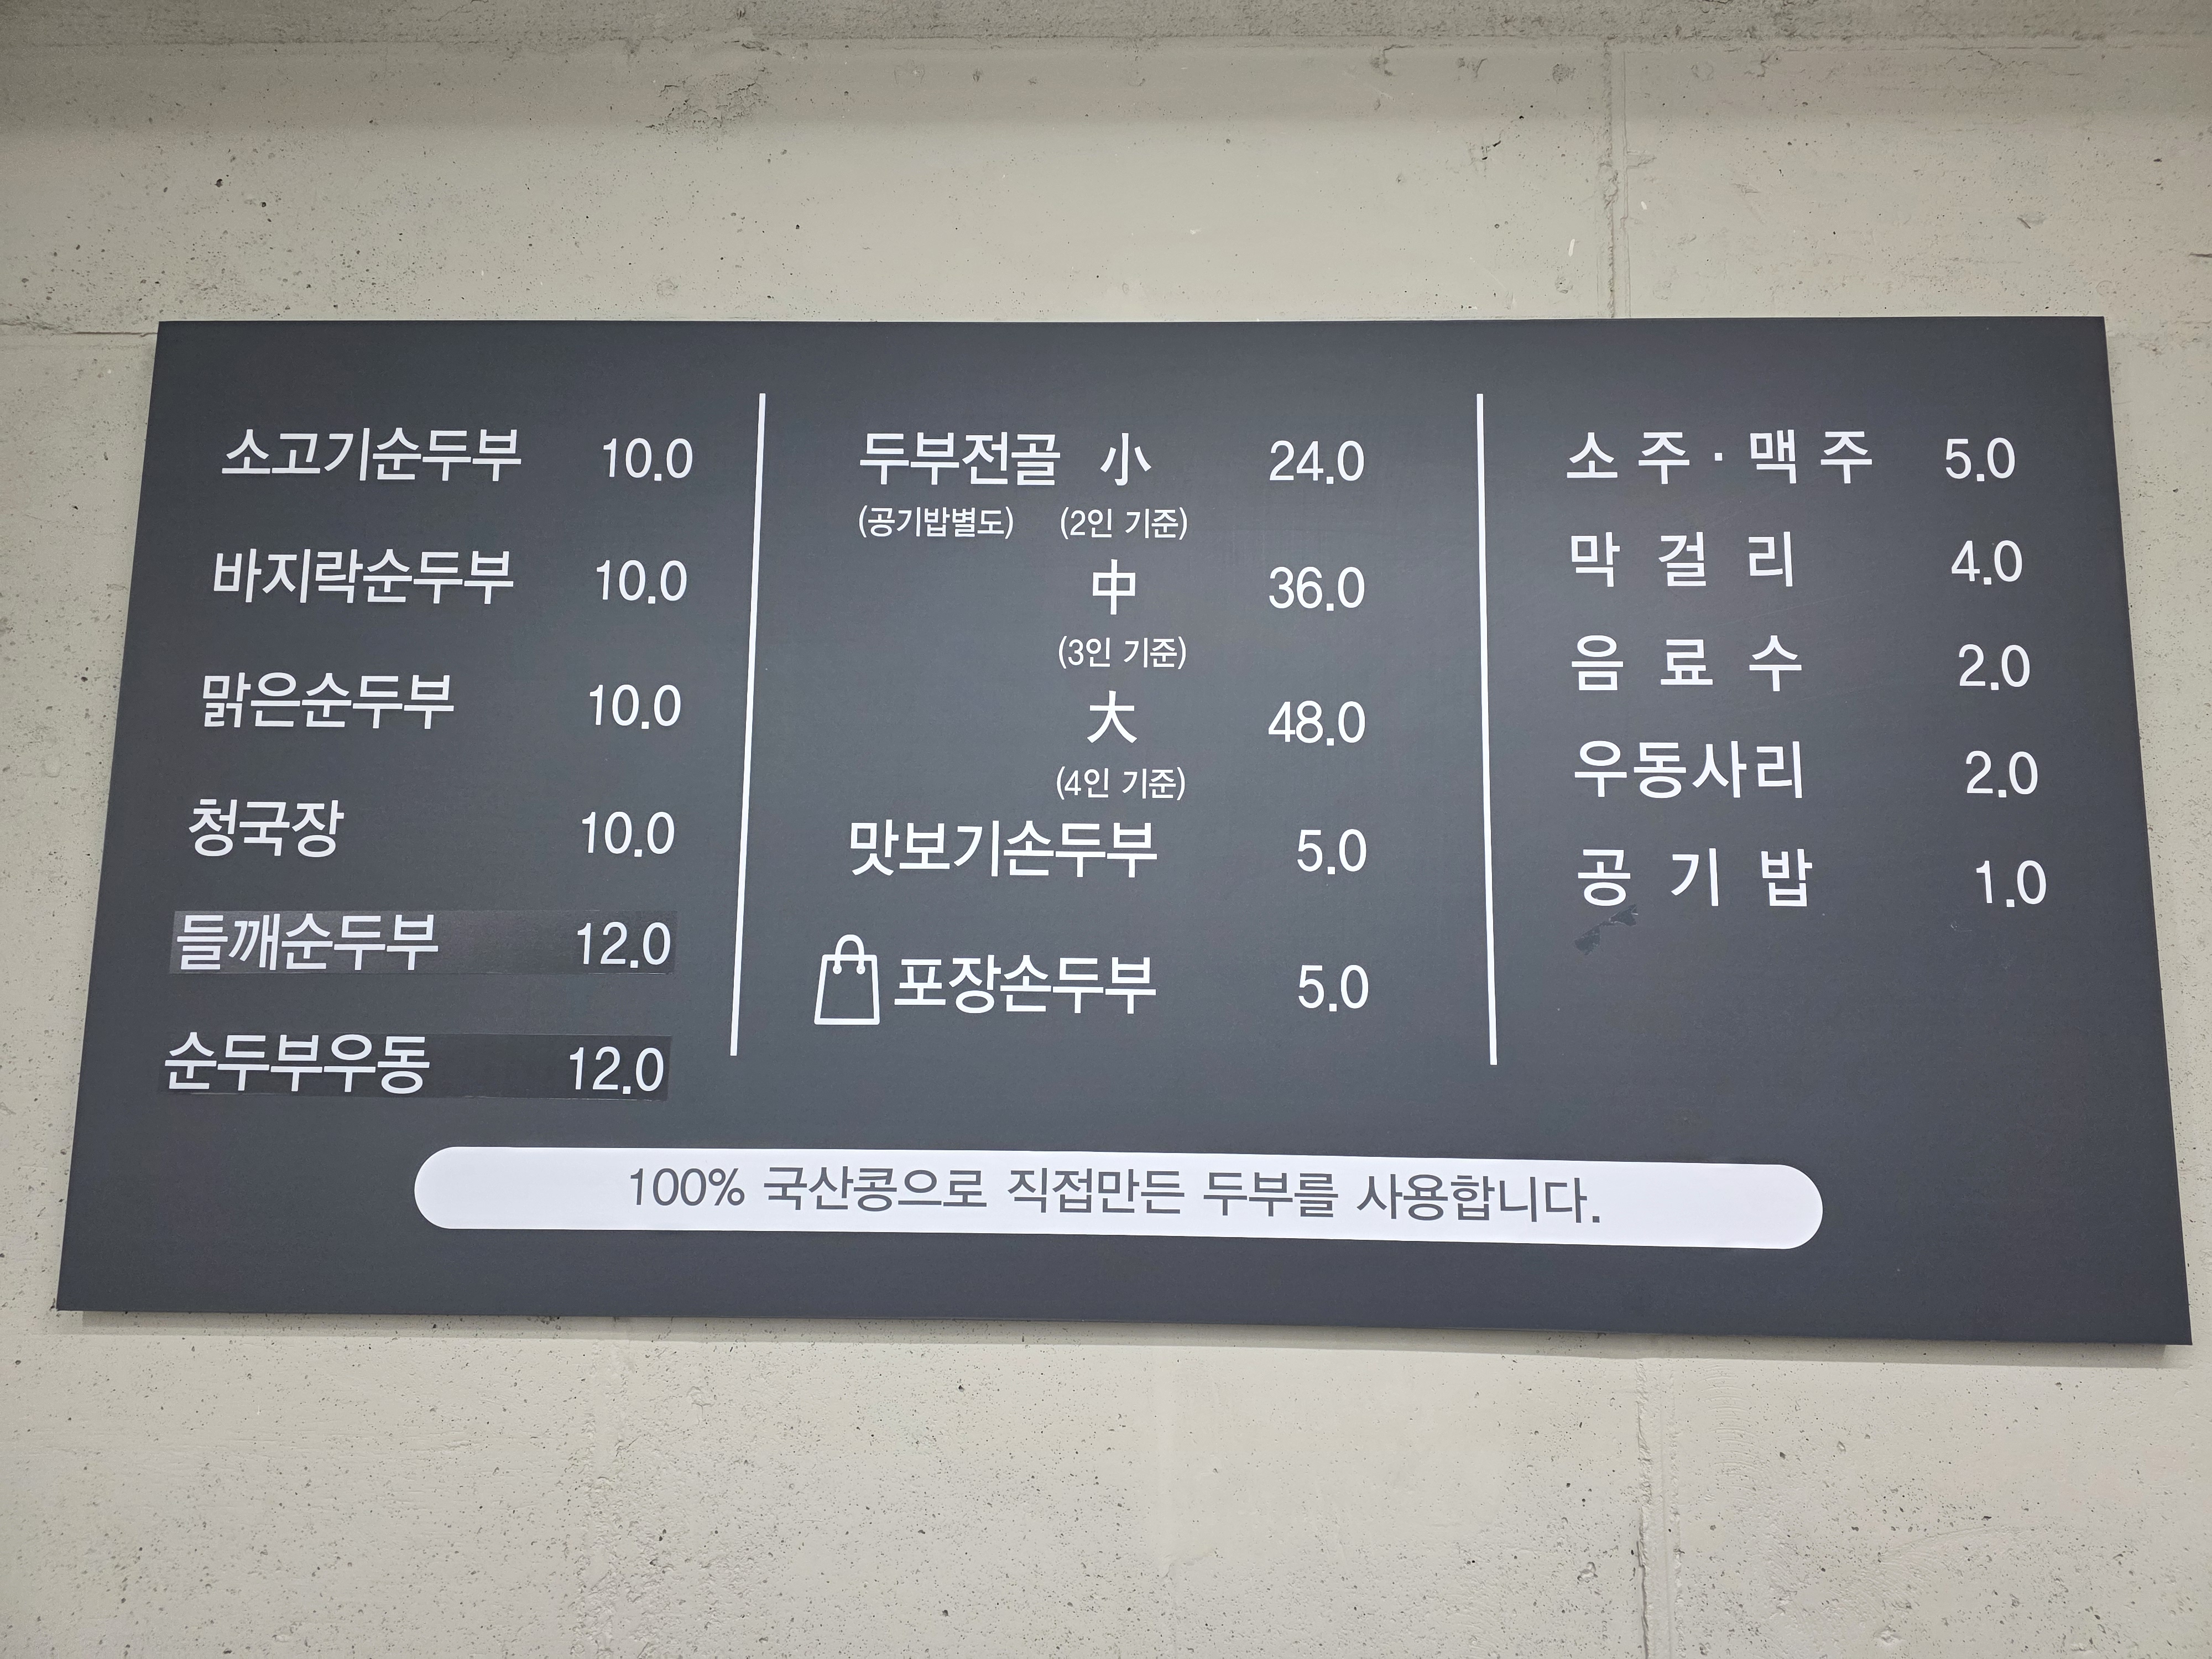 소고기순두부 10.0
바지락순두부 10.0
맑은순두부 10.0
청국장 10.0
들깨순두부 12.0
순두부우동 12.0
두부전골 小 24.0
(공기밥별도) (2인 기준)
中 36.0
(3인 기준)
大 48.0
(4인 기준)
맛보기손두부 5.0
포장손두부 5.0
소주·맥주 5.0
막걸리 4.0
음료수 2.0
우동사리 2.0
공기밥 1.0
100% 국산콩으로 직접만든 두부를 사용합니다.